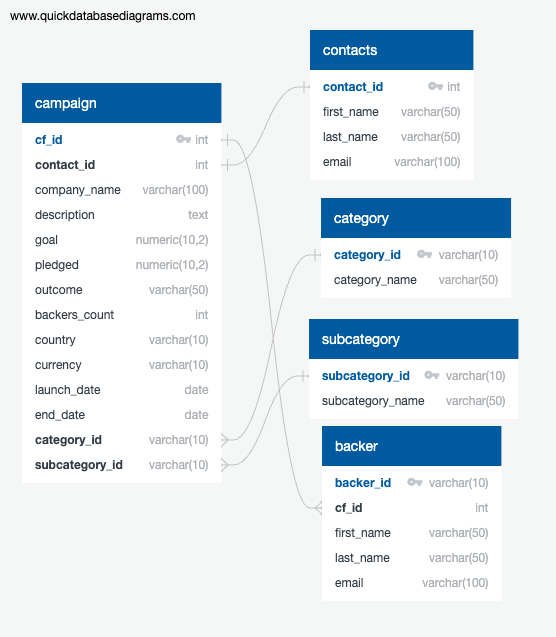 www.quickdatabasediagrams.com
campaign
cf_id int
contact_id int
company_name varchar(100)
description text
goal numeric(10,2)
pledged numeric(10,2)
outcome varchar(50)
backers_count int
country varchar(10)
currency varchar(10)
launch_date date
end_date date
category_id varchar(10)
subcategory_id varchar(10)
contacts
contact_id int
first_name varchar(50)
last_name varchar(50)
email varchar(100)
category
category_id varchar(10)
category_name varchar(50)
subcategory
subcategory_id varchar(10)
subcategory_name varchar(50)
backer
backer_id varchar(10)
cf_id int
first_name varchar(50)
last_name varchar(50)
email varchar(100)